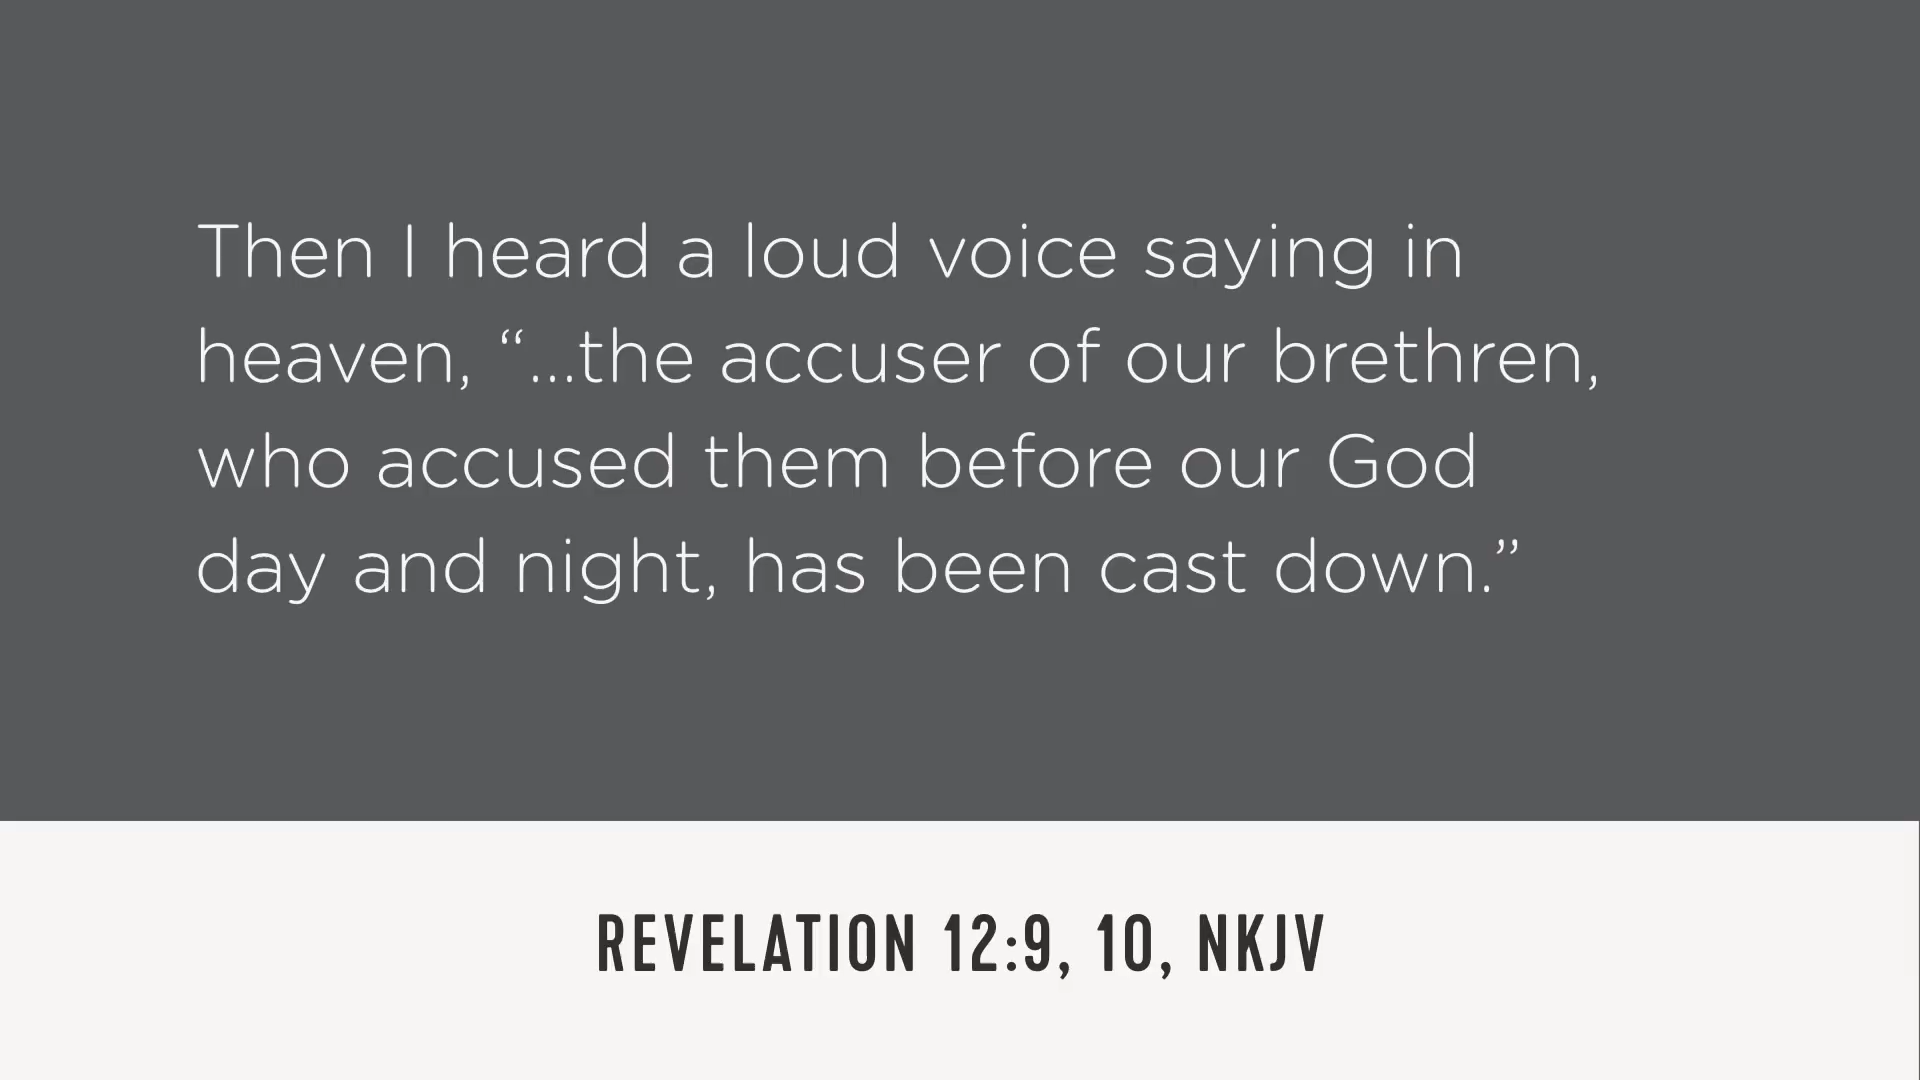 Then I heard a loud voice saying in
heaven, “...the accuser of our brethren,
who accused them before our God
day and night, has been cast down.”
REVELATION 12:9, 10, NKJV